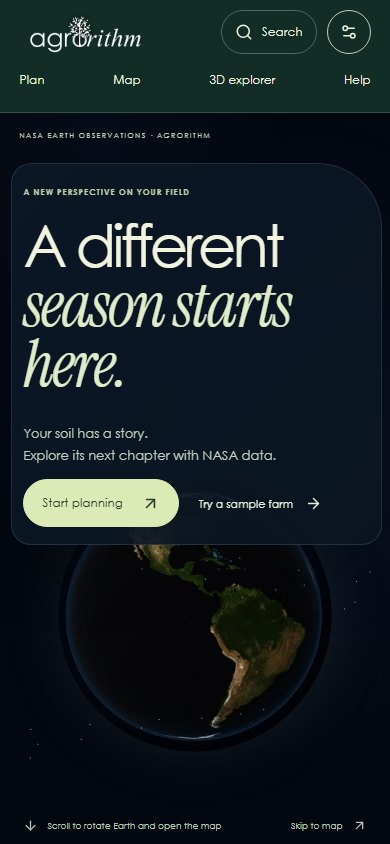 agrorithm
Search
Plan
Map
3D explorer
Help
NASA EARTH OBSERVATIONS · AGRORITHM
A NEW PERSPECTIVE ON YOUR FIELD
A different
season starts
here.
Your soil has a story.
Explore its next chapter with NASA data.
Start planning
Try a sample farm
Scroll to rotate Earth and open the map
Skip to map